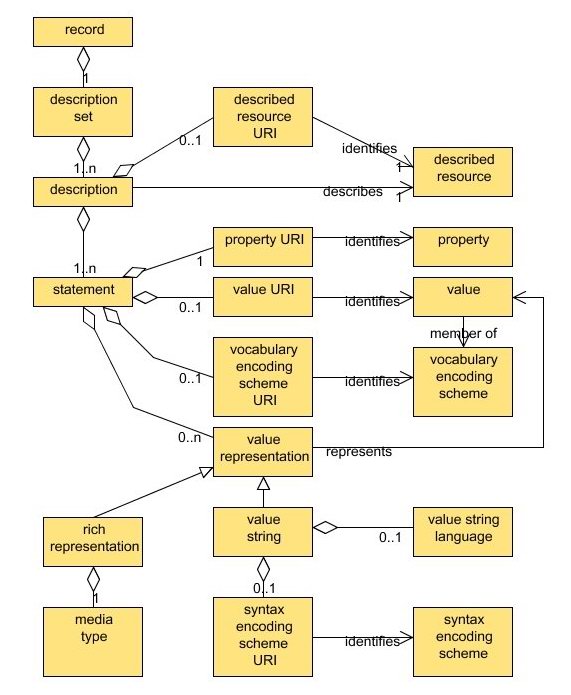 record
1
description
set
1..n
description
described
resource
URI
0..1
identifies
1
described
resource
describes
1
1..n
statement
property URI
1
identifies
property
value URI
0..1
identifies
value
member of
vocabulary
encoding
scheme
URI
0..1
identifies
vocabulary
encoding
scheme
0..n
value
representation
represents
rich
representation
1
media
type
value
string
0..1
value string
language
0..1
syntax
encoding
scheme
URI
identifies
syntax
encoding
scheme